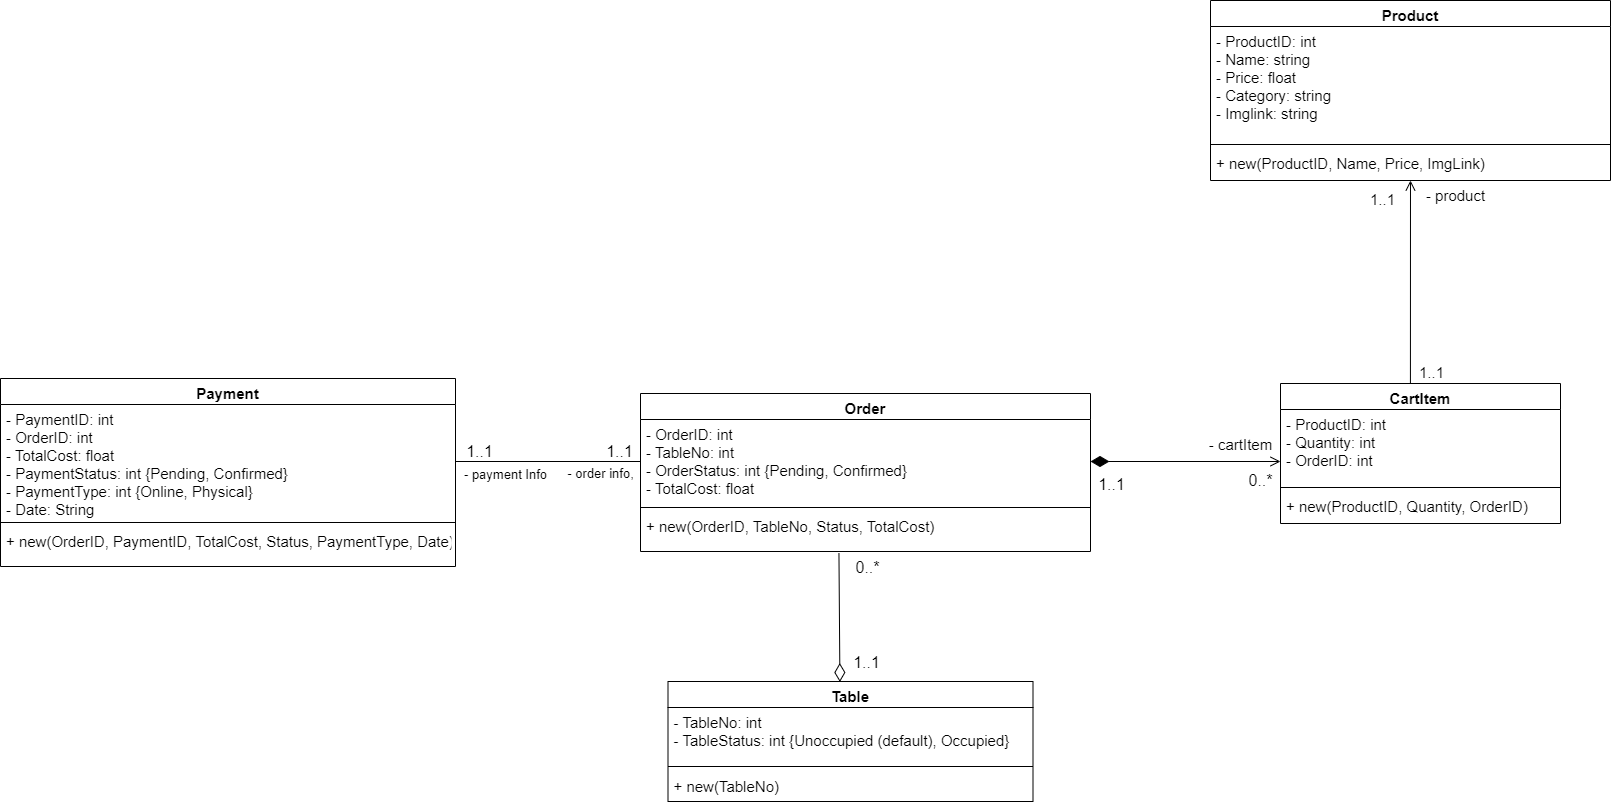 Product
- ProductID: int
- Name: string
- Price: float
- Category: string
- Imglink: string
+ new(ProductID, Name, Price, ImgLink)
1..1
- product
Payment
- PaymentID: int
- OrderID: int
- TotalCost: float
- PaymentStatus: int {Pending, Confirmed}
- PaymentType: int {Online, Physical}
- Date: String
+ new(OrderID, PaymentID, TotalCost, Status, PaymentType, Date)
1..1
- payment Info
1..1
- order info,
Order
- OrderID: int
- TableNo: int
- OrderStatus: int {Pending, Confirmed}
- TotalCost: float
+ new(OrderID, TableNo, Status, TotalCost)
1..1
- cartItem
0..*
1..1
CartItem
- ProductID: int
- Quantity: int
- OrderID: int
+ new(ProductID, Quantity, OrderID)
0..*
1..1
Table
- TableNo: int
- TableStatus: int {Unoccupied (default), Occupied}
+ new(TableNo)